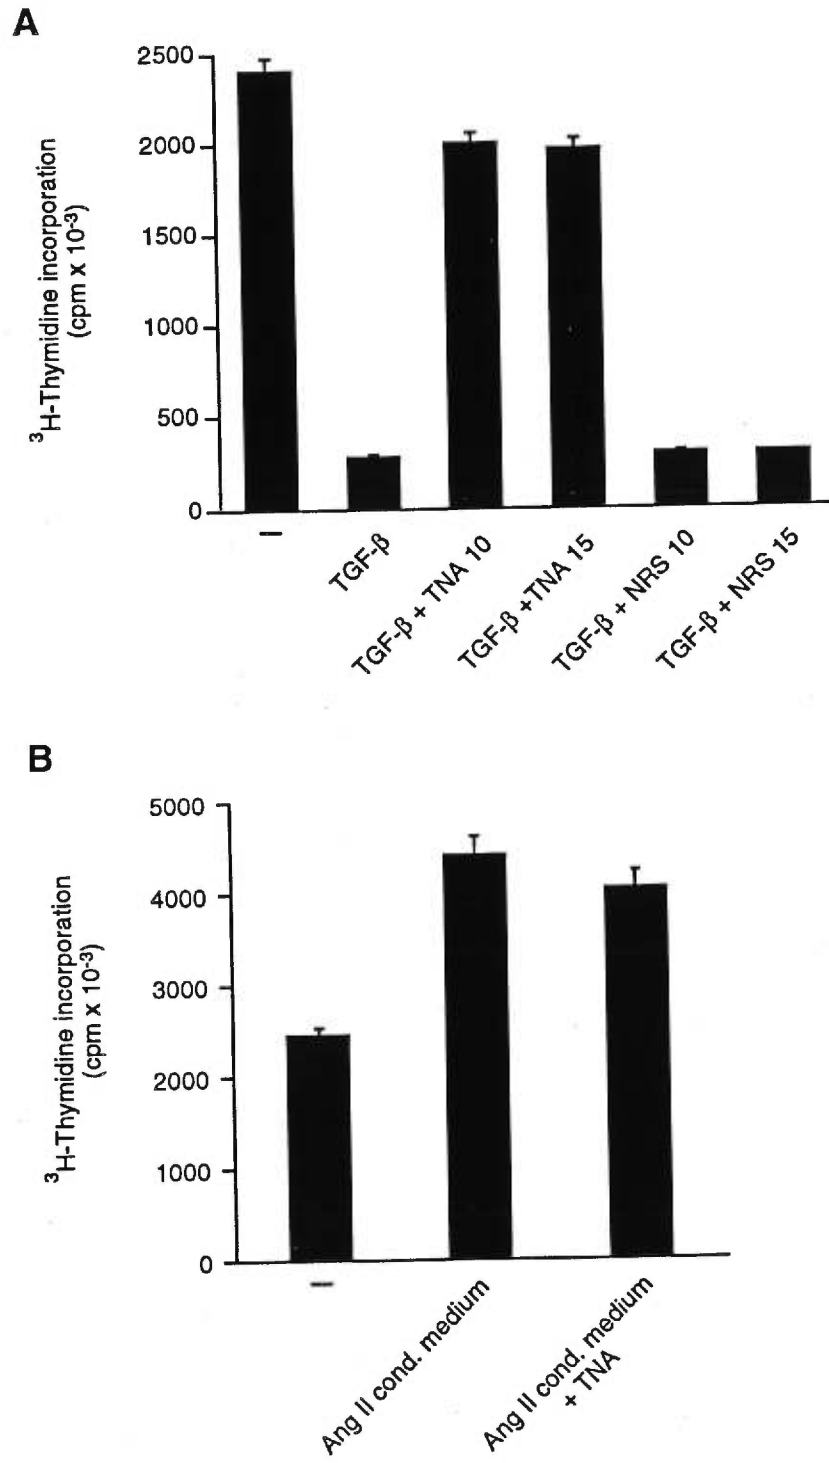 A
2500
2000
1500
1000
500
0
³H-Thymidine incorporation
(cpm x 10⁻³)
—
TGF-β
TGF-β + TNA 10
TGF-β +TNA 15
TGF-β + NRS 10
TGF-β + NRS 15
B
5000
4000
3000
2000
1000
0
³H-Thymidine incorporation
(cpm x 10⁻³)
—
Ang II cond. medium
Ang II cond. medium
+ TNA